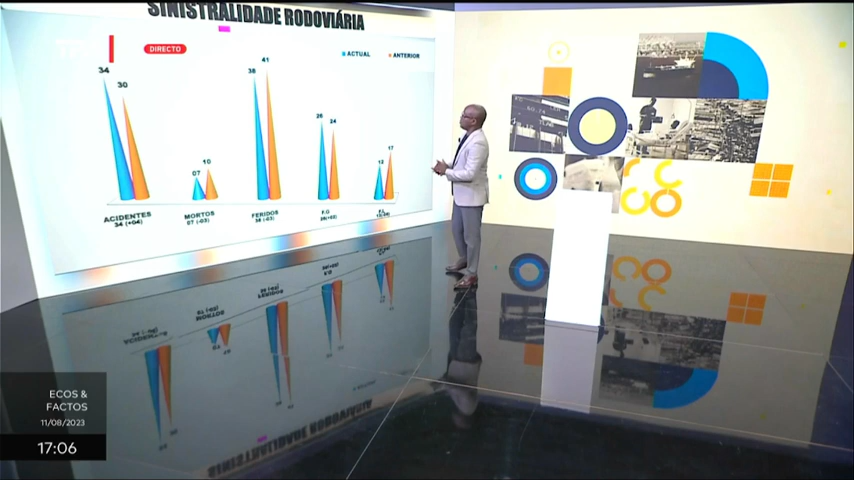 SINISTRALIDADE RODOVIÁRIA
DIRECTO
ACTUAL
ANTERIOR
34
30
07
10
38
41
26
24
12
17
ACIDENTES
34 (+04)
MORTOS
07 (-03)
FERIDOS
38 (-03)
F.G
ECOS &
FACTOS
11/08/2023
17:06